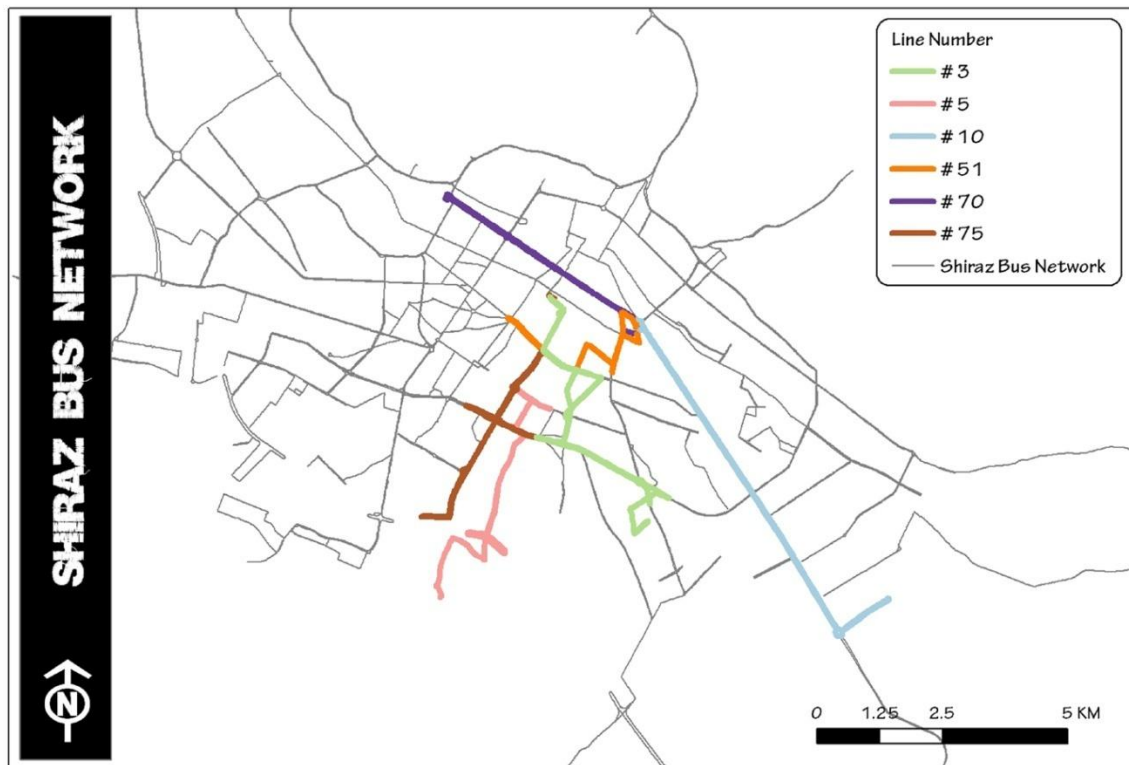 SHIRAZ BUS NETWORK
N
Line Number
#3
#5
#10
#51
#70
#75
Shiraz Bus Network
0 1.25 2.5 5 KM